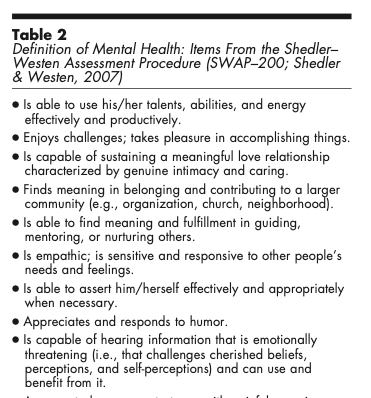 Table 2
Definition of Mental Health: Items From the Shedler–
Westen Assessment Procedure (SWAP–200; Shedler
& Westen, 2007)
● Is able to use his/her talents, abilities, and energy
effectively and productively.
● Enjoys challenges; takes pleasure in accomplishing things.
● Is capable of sustaining a meaningful love relationship
characterized by genuine intimacy and caring.
● Finds meaning in belonging and contributing to a larger
community (e.g., organization, church, neighborhood).
● Is able to find meaning and fulfillment in guiding,
mentoring, or nurturing others.
● Is empathic; is sensitive and responsive to other people’s
needs and feelings.
● Is able to assert him/herself effectively and appropriately
when necessary.
● Appreciates and responds to humor.
● Is capable of hearing information that is emotionally
threatening (i.e., that challenges cherished beliefs,
perceptions, and self-perceptions) and can use and
benefit from it.